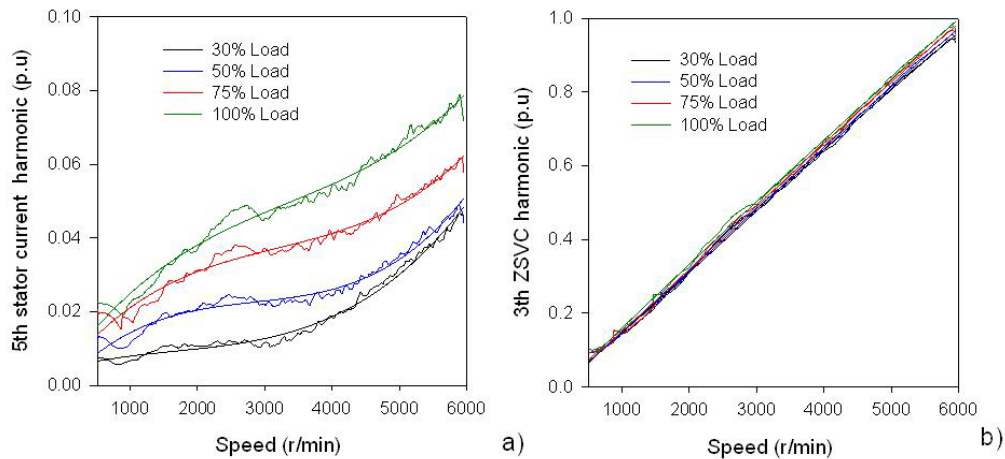 5th stator current harmonic (p.u)
0.10
0.08
0.06
0.04
0.02
0.00
30% Load
50% Load
75% Load
100% Load
1000 2000 3000 4000 5000 6000
Speed (r/min)
a)
3th ZSVC harmonic (p.u)
1.0
0.8
0.6
0.4
0.2
0.0
30% Load
50% Load
75% Load
100% Load
1000 2000 3000 4000 5000 6000
Speed (r/min)
b)